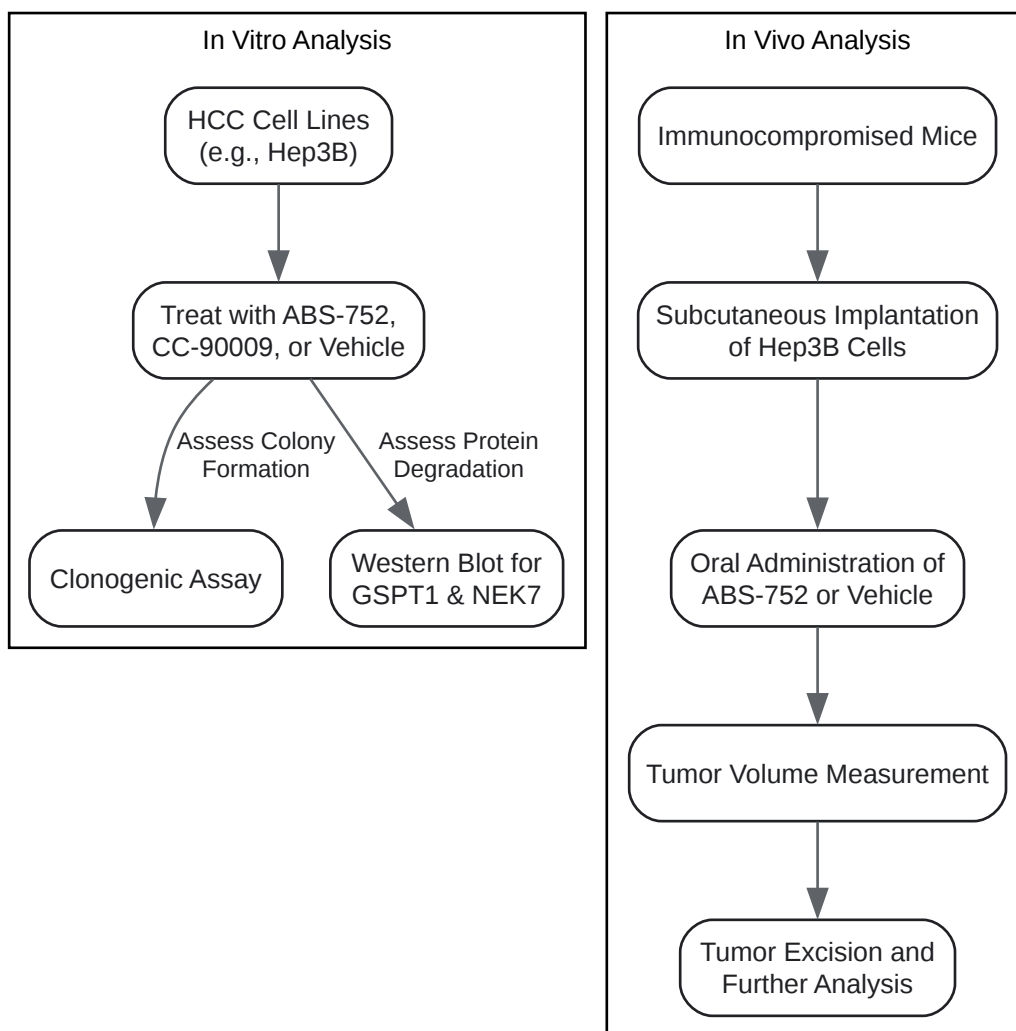 In Vitro Analysis
HCC Cell Lines
(e.g., Hep3B)
Treat with ABS-752,
CC-90009, or Vehicle
Assess Colony
Formation
Assess Protein
Degradation
Clonogenic Assay
Western Blot for
GSPT1 & NEK7
In Vivo Analysis
Immunocompromised Mice
Subcutaneous Implantation
of Hep3B Cells
Oral Administration of
ABS-752 or Vehicle
Tumor Volume Measurement
Tumor Excision and
Further Analysis